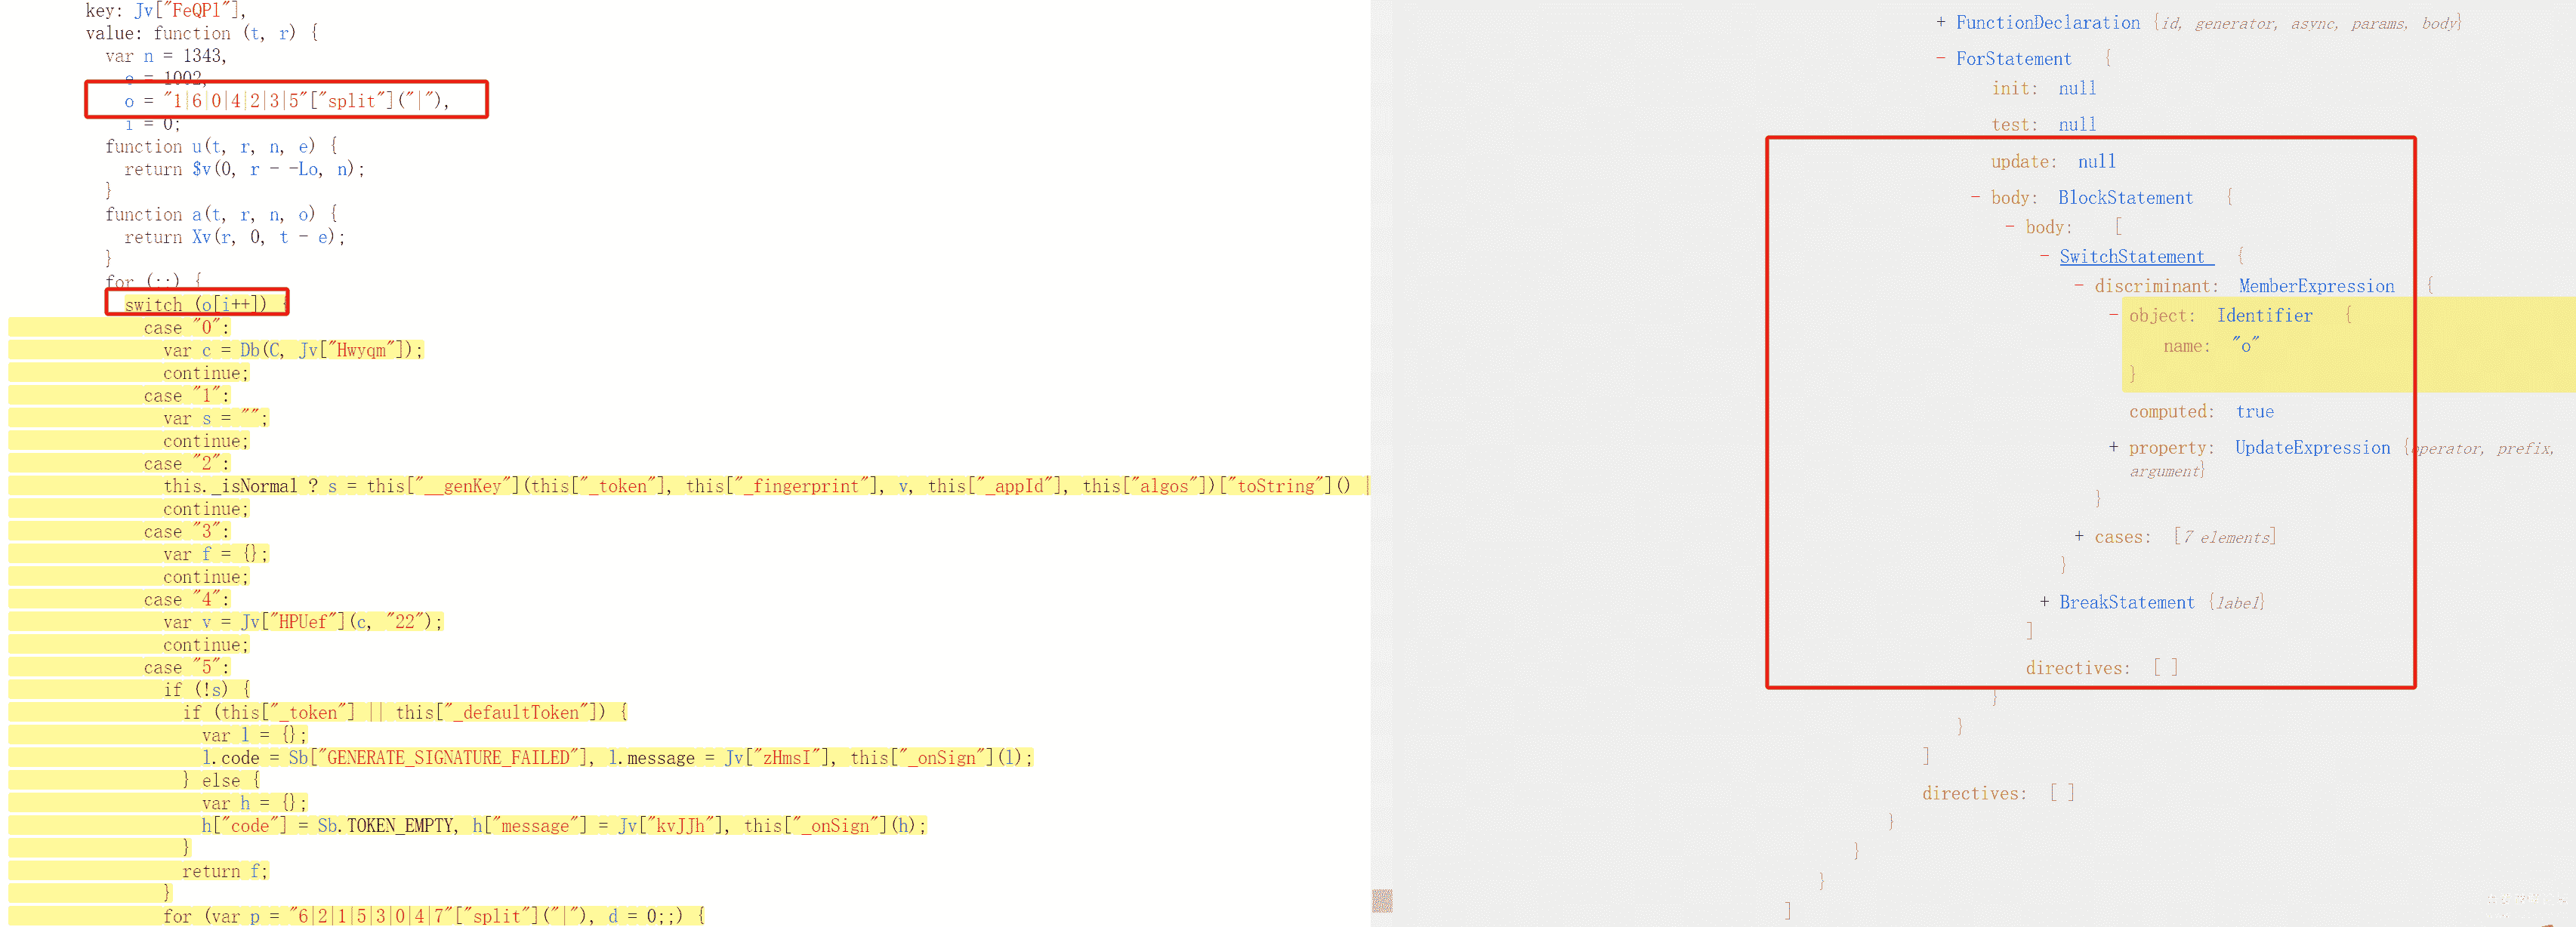 key: Jv["FeQPl"],
value: function (t, r) {
var n = 1343,
e = 1002,
o = "1|6|0|4|2|3|5"["split"]("|"),
i = 0;
function u(t, r, n, e) {
return $v(0, r - -Lo, n);
}
function a(t, r, n, o) {
return Xv(r, 0, t - e);
}
for (;;) {
switch (o[i++]) {
case "0":
var c = Db(C, Jv["Hwyqm"]);
continue;
case "1":
var s = "";
continue;
case "2":
this._isNormal ? s = this["__genKey"](this["_token"], this["_fingerprint"], v, this["_appId"], this["algos"])["toString"]() |
continue;
case "3":
var f = {};
continue;
case "4":
var v = Jv["HPUef"](c, "22");
continue;
case "5":
if (!s) {
if (this["_token"] || this["_defaultToken"]) {
var l = {};
l.code = Sb["GENERATE_SIGNATURE_FAILED"], l.message = Jv["zHmsI"], this["_onSign"](l);
} else {
var h = {};
h["code"] = Sb.TOKEN_EMPTY, h["message"] = Jv["kvJJh"], this["_onSign"](h);
}
return f;
}
for (var p = "6|2|1|5|3|0|4|7"["split"]("|"), d = 0;;) {
+ FunctionDeclaration {id, generator, async, params, body}
- ForStatement {
init: null
test: null
update: null
- body: BlockStatement {
- body: [
- SwitchStatement {
- discriminant: MemberExpression {
- object: Identifier {
name: "o"
}
computed: true
+ property: UpdateExpression {operator, prefix,
argument}
}
+ cases: [7 elements]
}
+ BreakStatement {label}
]
directives: [ ]
}
}
]
directives: [ ]
}
}
}
]